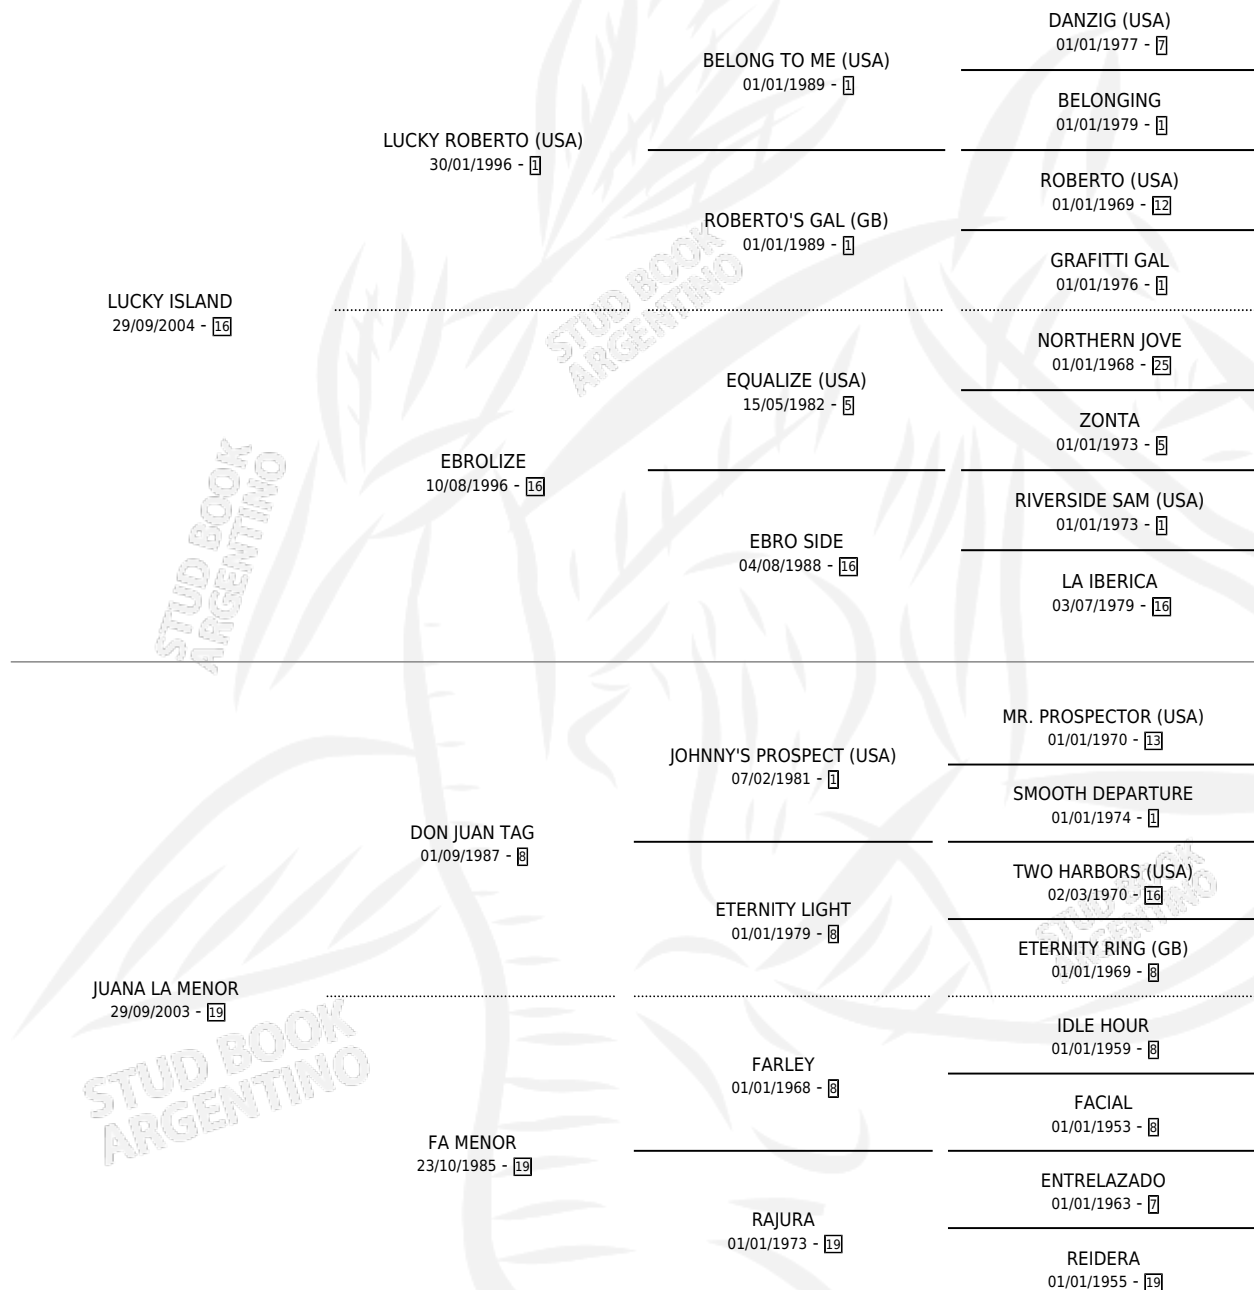 DANZIG (USA)
01/01/1977 - 7
BELONG TO ME (USA)
01/01/1989 - 1
BELONGING
01/01/1979 - 1
LUCKY ROBERTO (USA)
30/01/1996 - 1
ROBERTO (USA)
01/01/1969 - 12
ROBERTO'S GAL (GB)
01/01/1989 - 1
GRAFITTI GAL
01/01/1976 - 1
LUCKY ISLAND
29/09/2004 - 16
STUD BOOK
ARGENTINO
NORTHERN JOVE
01/01/1968 - 25
EQUALIZE (USA)
15/05/1982 - 5
ZONTA
01/01/1973 - 5
EBROLIZE
10/08/1996 - 16
RIVERSIDE SAM (USA)
01/01/1973 - 1
EBRO SIDE
04/08/1988 - 16
LA IBERICA
03/07/1979 - 16
STUD BOOK
ARGENTINO
MR. PROSPECTOR (USA)
01/01/1970 - 13
JOHNNY'S PROSPECT (USA)
07/02/1981 - 1
SMOOTH DEPARTURE
01/01/1974 - 1
DON JUAN TAG
01/09/1987 - 8
TWO HARBORS (USA)
02/03/1970 - 16
STUD BOOK
ARGENTINO
ETERNITY LIGHT
01/01/1979 - 8
ETERNITY RING (GB)
01/01/1969 - 8
JUANA LA MENOR
29/09/2003 - 19
STUD BOOK
ARGENTINO
IDLE HOUR
01/01/1959 - 8
FARLEY
01/01/1968 - 8
FACIAL
01/01/1953 - 8
FA MENOR
23/10/1985 - 19
ENTRELAZADO
01/01/1963 - 7
RAJURA
01/01/1973 - 19
REIDERA
01/01/1955 - 19